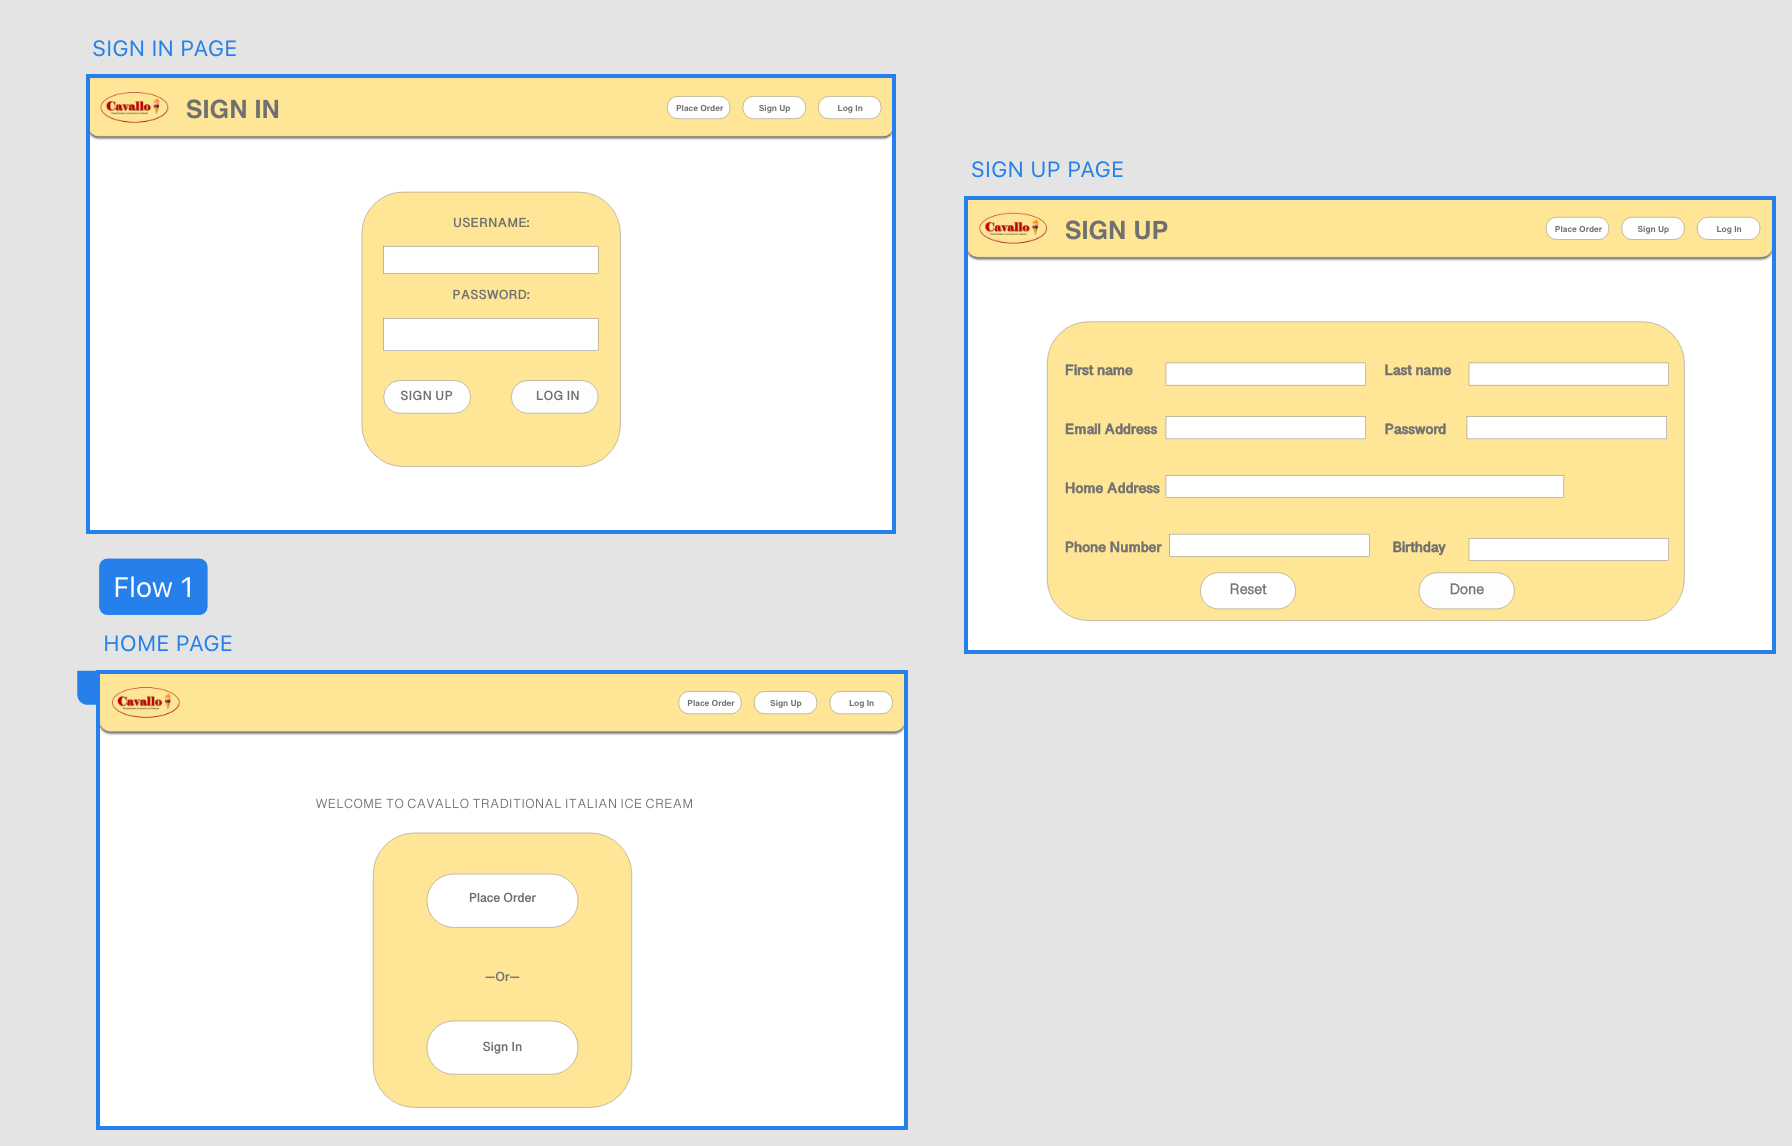 SIGN IN PAGE
Cavallo
SIGN IN
Place Order
Sign Up
Log In
USERNAME:
PASSWORD:
SIGN UP
LOG IN
SIGN UP PAGE
Cavallo
SIGN UP
Place Order
Sign Up
Log In
First name
Last name
Email Address
Password
Home Address
Phone Number
Birthday
Reset
Done
Flow 1
HOME PAGE
Cavallo
Place Order
Sign Up
Log In
WELCOME TO CAVALLO TRADITIONAL ITALIAN ICE CREAM
Place Order
—Or—
Sign In